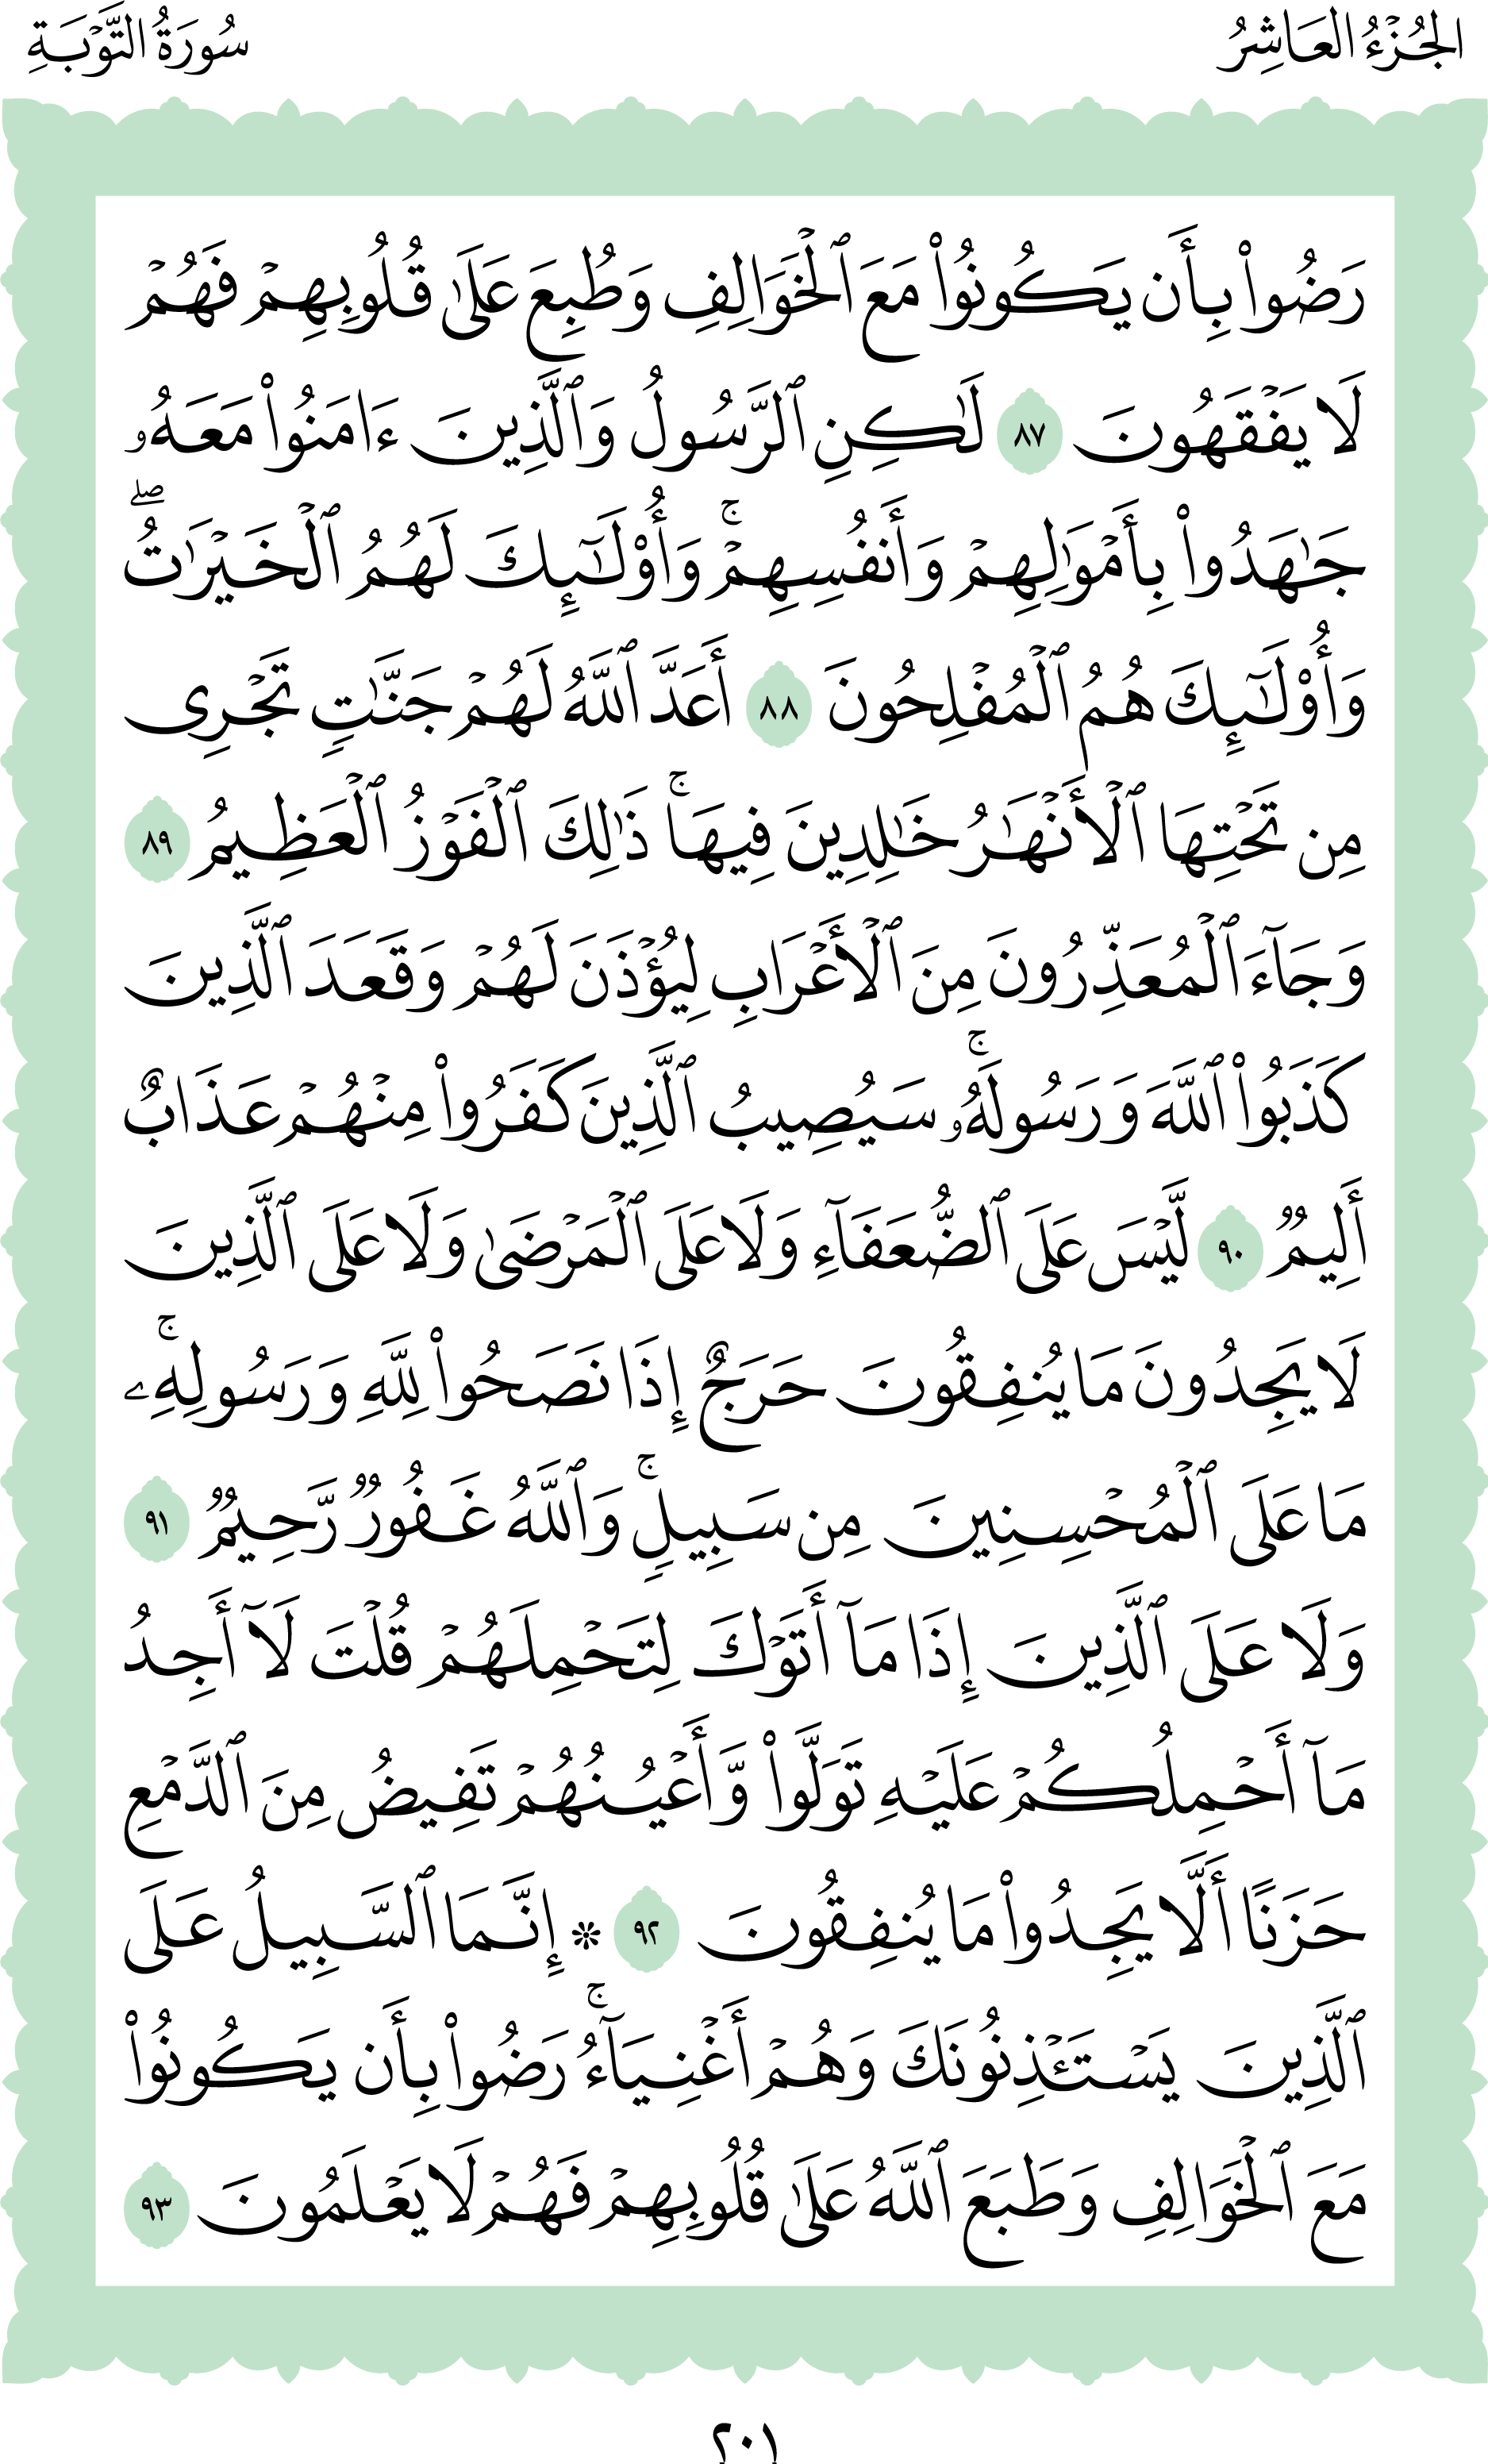 الجُزْءُ العَاشِرُ
سُورَةُ التَّوْبَةِ
رَضُوا۟ بِأَن يَكُونُوا۟ مَعَ ٱلْخَوَالِفِ وَطُبِعَ عَلَىٰ قُلُوبِهِمْ فَهُمْ
لَا يَفْقَهُونَ ٨٧ لَـٰكِنِ ٱلرَّسُولُ وَٱلَّذِينَ ءَامَنُوا۟ مَعَهُۥ
جَـٰهَدُوا۟ بِأَمْوَٰلِهِمْ وَأَنفُسِهِمْ ۚ وَأُو۟لَـٰٓئِكَ لَهُمُ ٱلْخَيْرَٰتُ ۖ
وَأُو۟لَـٰٓئِكَ هُمُ ٱلْمُفْلِحُونَ ٨٨ أَعَدَّ ٱللَّهُ لَهُمْ جَنَّـٰتٍ تَجْرِى
مِن تَحْتِهَا ٱلْأَنْهَـٰرُ خَـٰلِدِينَ فِيهَا ۚ ذَٰلِكَ ٱلْفَوْزُ ٱلْعَظِيمُ ٨٩
وَجَآءَ ٱلْمُعَذِّرُونَ مِنَ ٱلْأَعْرَابِ لِيُؤْذَنَ لَهُمْ وَقَعَدَ ٱلَّذِينَ
كَذَبُوا۟ ٱللَّهَ وَرَسُولَهُۥ ۚ سَيُصِيبُ ٱلَّذِينَ كَفَرُوا۟ مِنْهُمْ عَذَابٌ
أَلِيمٌ ٩٠ لَّيْسَ عَلَى ٱلضُّعَفَآءِ وَلَا عَلَى ٱلْمَرْضَىٰ وَلَا عَلَى ٱلَّذِينَ
لَا يَجِدُونَ مَا يُنفِقُونَ حَرَجٌ إِذَا نَصَحُوا۟ لِلَّهِ وَرَسُولِهِۦ ۚ
مَا عَلَى ٱلْمُحْسِنِينَ مِن سَبِيلٍ ۚ وَٱللَّهُ غَفُورٌ رَّحِيمٌ ٩١
وَلَا عَلَى ٱلَّذِينَ إِذَا مَآ أَتَوْكَ لِتَحْمِلَهُمْ قُلْتَ لَآ أَجِدُ
مَآ أَحْمِلُكُمْ عَلَيْهِ تَوَلَّوا۟ وَّأَعْيُنُهُمْ تَفِيضُ مِنَ ٱلدَّمْعِ
حَزَنًا أَلَّا يَجِدُوا۟ مَا يُنفِقُونَ ٩٢ ❇ إِنَّمَا ٱلسَّبِيلُ عَلَى
ٱلَّذِينَ يَسْتَـْٔذِنُونَكَ وَهُمْ أَغْنِيَآءُ ۚ رَضُوا۟ بِأَن يَكُونُوا۟
مَعَ ٱلْخَوَالِفِ وَطَبَعَ ٱللَّهُ عَلَىٰ قُلُوبِهِمْ فَهُمْ لَا يَعْلَمُونَ ٩٣
٢٠١